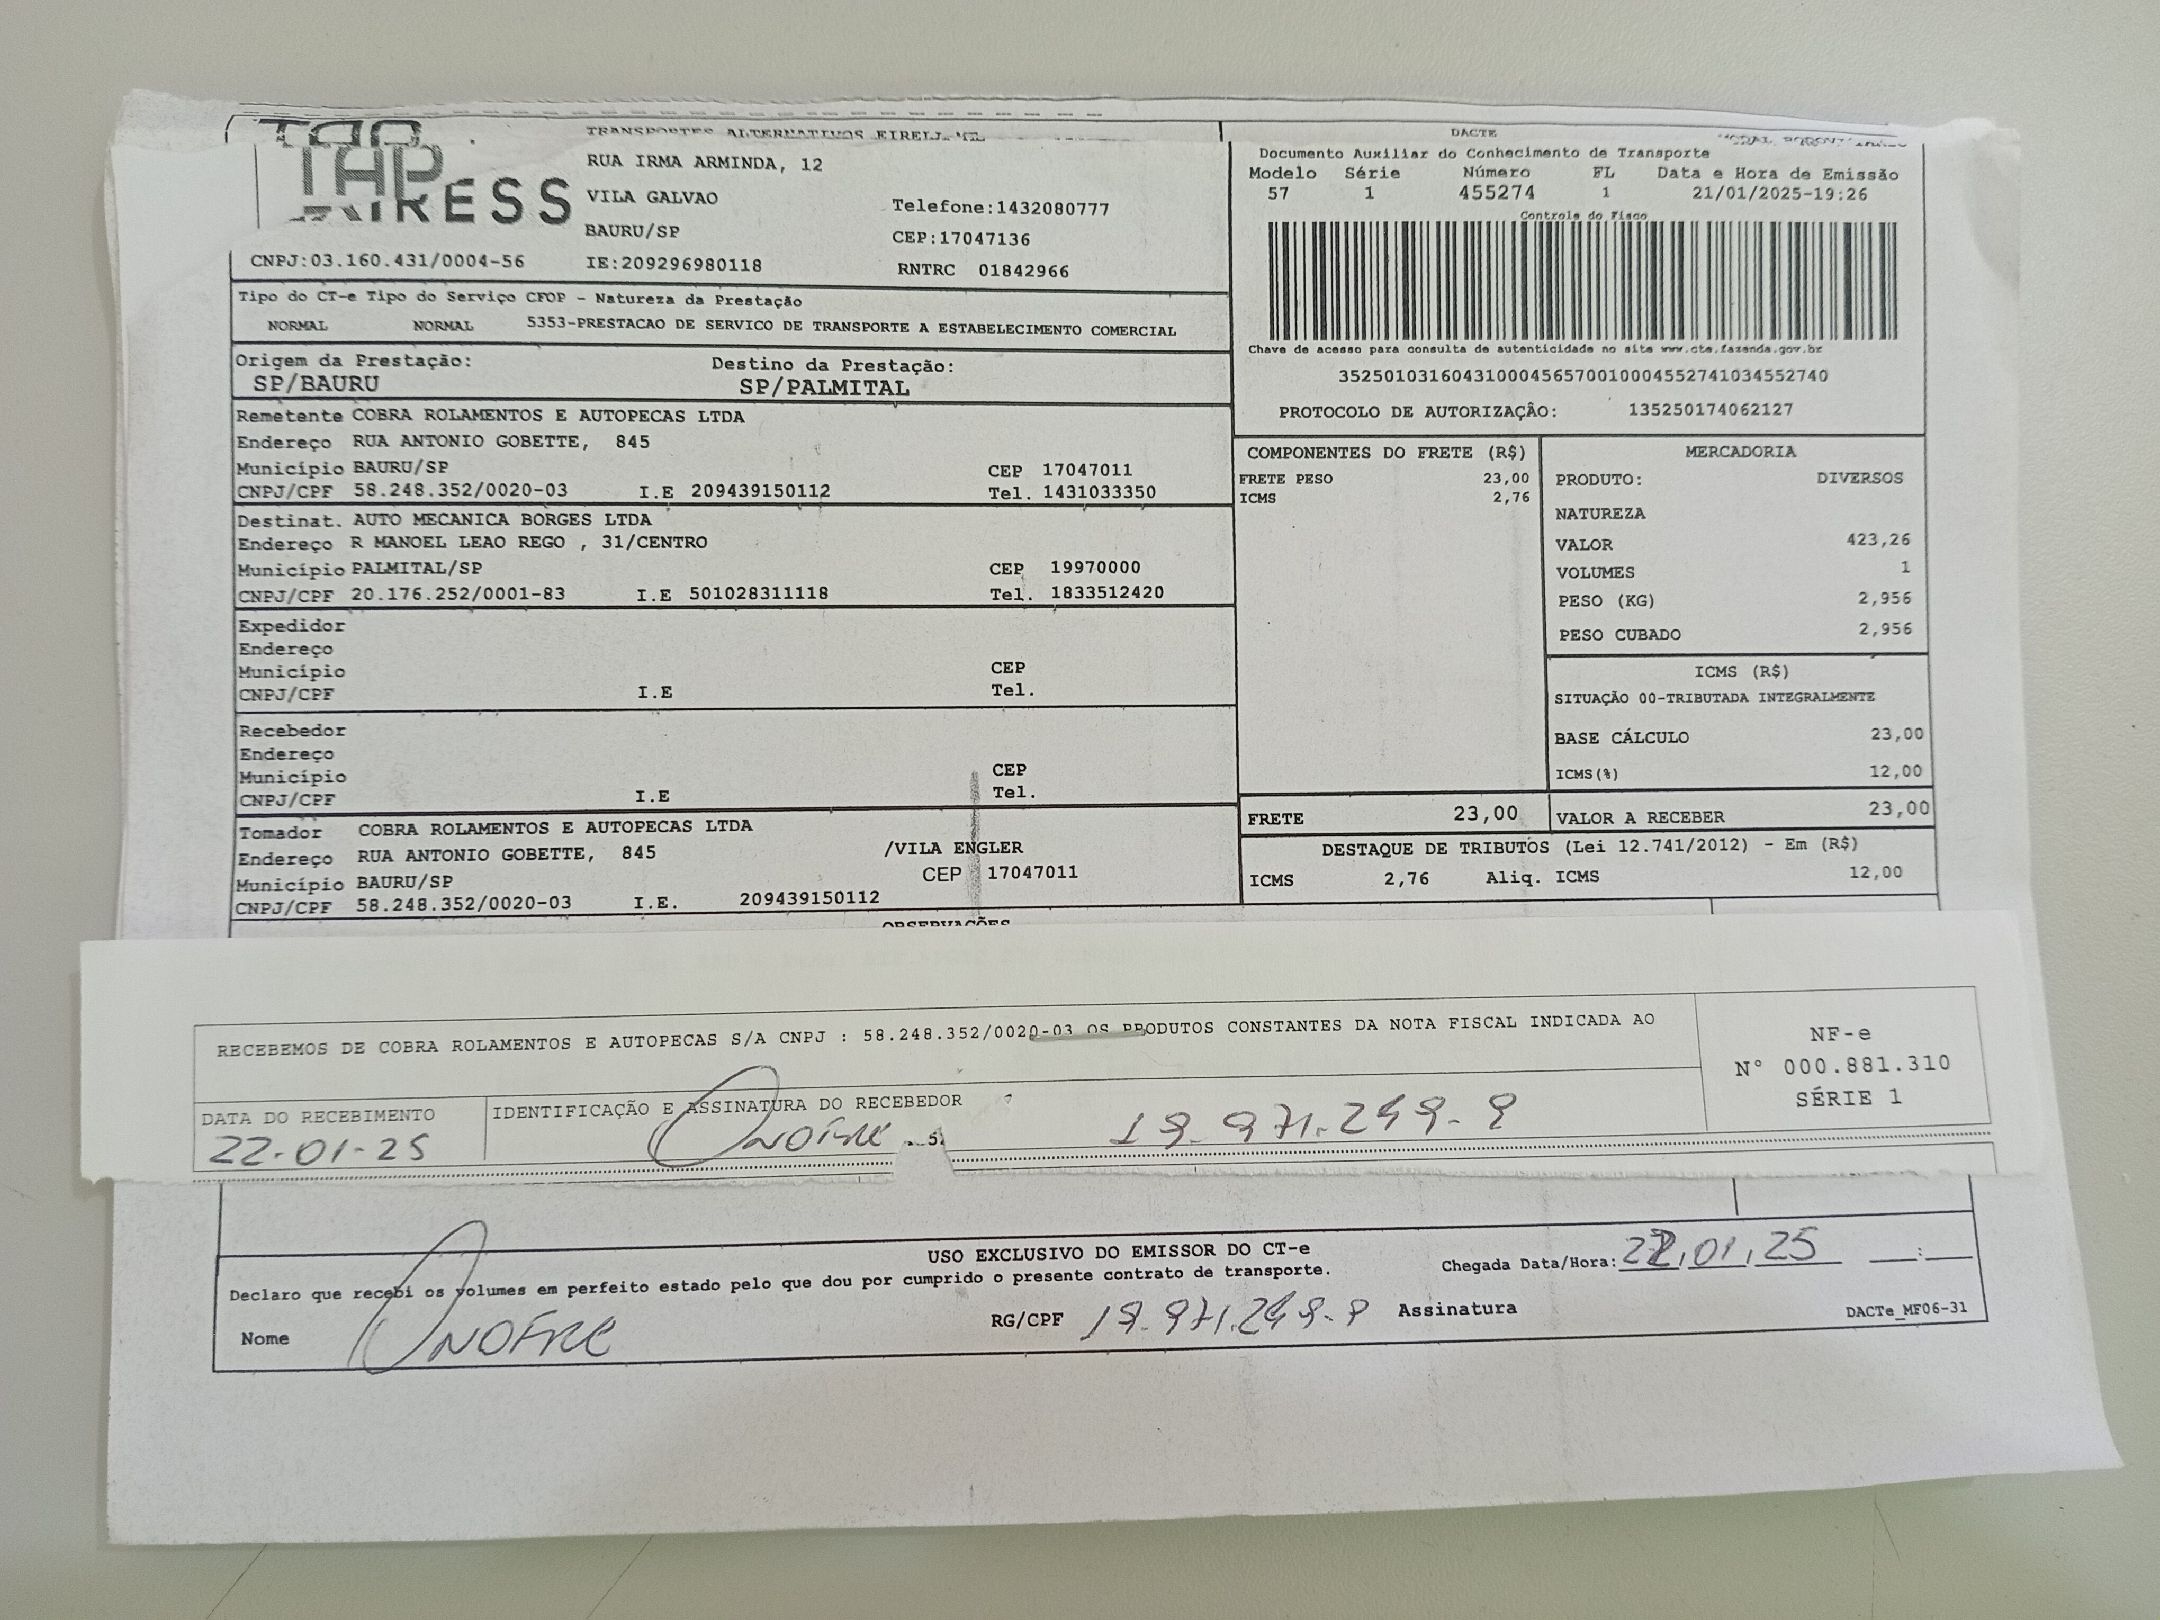 TRANSPORTES ALTERNATIVOS EIRELI
TAP
EXPRESS
RUA IRMA ARMINDA, 12
VILA GALVAO
Telefone:1432080777
BAURU/SP
CEP:17047136
CNPJ:03.160.431/0004-56
IE:209296980118
RNTRC 01842966
DACTE
Documento Auxiliar do Conhecimento de Transporte
Modelo Série Número FL Data e Hora de Emissão
57 1 455274 1 21/01/2025-19:26
Controle do Fisco
Chave de acesso para consulta de autenticidade no site www.cte.fazenda.gov.br
35250103160431000456570010004552741034552740
PROTOCOLO DE AUTORIZAÇÃO: 135250174062127
Tipo do CT-e Tipo do Serviço CFOP - Natureza da Prestação
NORMAL NORMAL 5353-PRESTACAO DE SERVICO DE TRANSPORTE A ESTABELECIMENTO COMERCIAL
Origem da Prestação: Destino da Prestação:
SP/BAURU SP/PALMITAL
Remetente COBRA ROLAMENTOS E AUTOPECAS LTDA
Endereço RUA ANTONIO GOBETTE, 845
Município BAURU/SP CEP 17047011
CNPJ/CPF 58.248.352/0020-03 I.E 209439150112 Tel. 1431033350
Destinat. AUTO MECANICA BORGES LTDA
Endereço R MANOEL LEAO REGO , 31/CENTRO
Município PALMITAL/SP CEP 19970000
CNPJ/CPF 20.176.252/0001-83 I.E 501028311118 Tel. 1833512420
Expedidor
Endereço
Município CEP
CNPJ/CPF I.E Tel.
Recebedor
Endereço
Município CEP
CNPJ/CPF I.E Tel.
Tomador COBRA ROLAMENTOS E AUTOPECAS LTDA
Endereço RUA ANTONIO GOBETTE, 845 /VILA ENGLER
Município BAURU/SP CEP 17047011
CNPJ/CPF 58.248.352/0020-03 I.E. 209439150112
COMPONENTES DO FRETE (R$)
FRETE PESO 23,00
ICMS 2,76
MERCADORIA
PRODUTO: DIVERSOS
NATUREZA
VALOR 423,26
VOLUMES 1
PESO (KG) 2,956
PESO CUBADO 2,956
ICMS (R$)
SITUAÇÃO 00-TRIBUTADA INTEGRALMENTE
BASE CÁLCULO 23,00
ICMS(%) 12,00
FRETE 23,00 VALOR A RECEBER 23,00
DESTAQUE DE TRIBUTOS (Lei 12.741/2012) - Em (R$)
ICMS 2,76 Aliq. ICMS 12,00
OBSERVAÇÕES
RECEBEMOS DE COBRA ROLAMENTOS E AUTOPECAS S/A CNPJ : 58.248.352/0020-03 OS PRODUTOS CONSTANTES DA NOTA FISCAL INDICADA AO
NF-e
Nº 000.881.310
SÉRIE 1
DATA DO RECEBIMENTO IDENTIFICAÇÃO E ASSINATURA DO RECEBEDOR
22-01-25 ONOFRE 19.971.249-9
USO EXCLUSIVO DO EMISSOR DO CT-e
Chegada Data/Hora: 22,01,25 :
Declaro que recebi os volumes em perfeito estado pelo que dou por cumprido o presente contrato de transporte.
Nome ONOFRE RG/CPF 19.971.249-9 Assinatura
DACTe_MF06-31